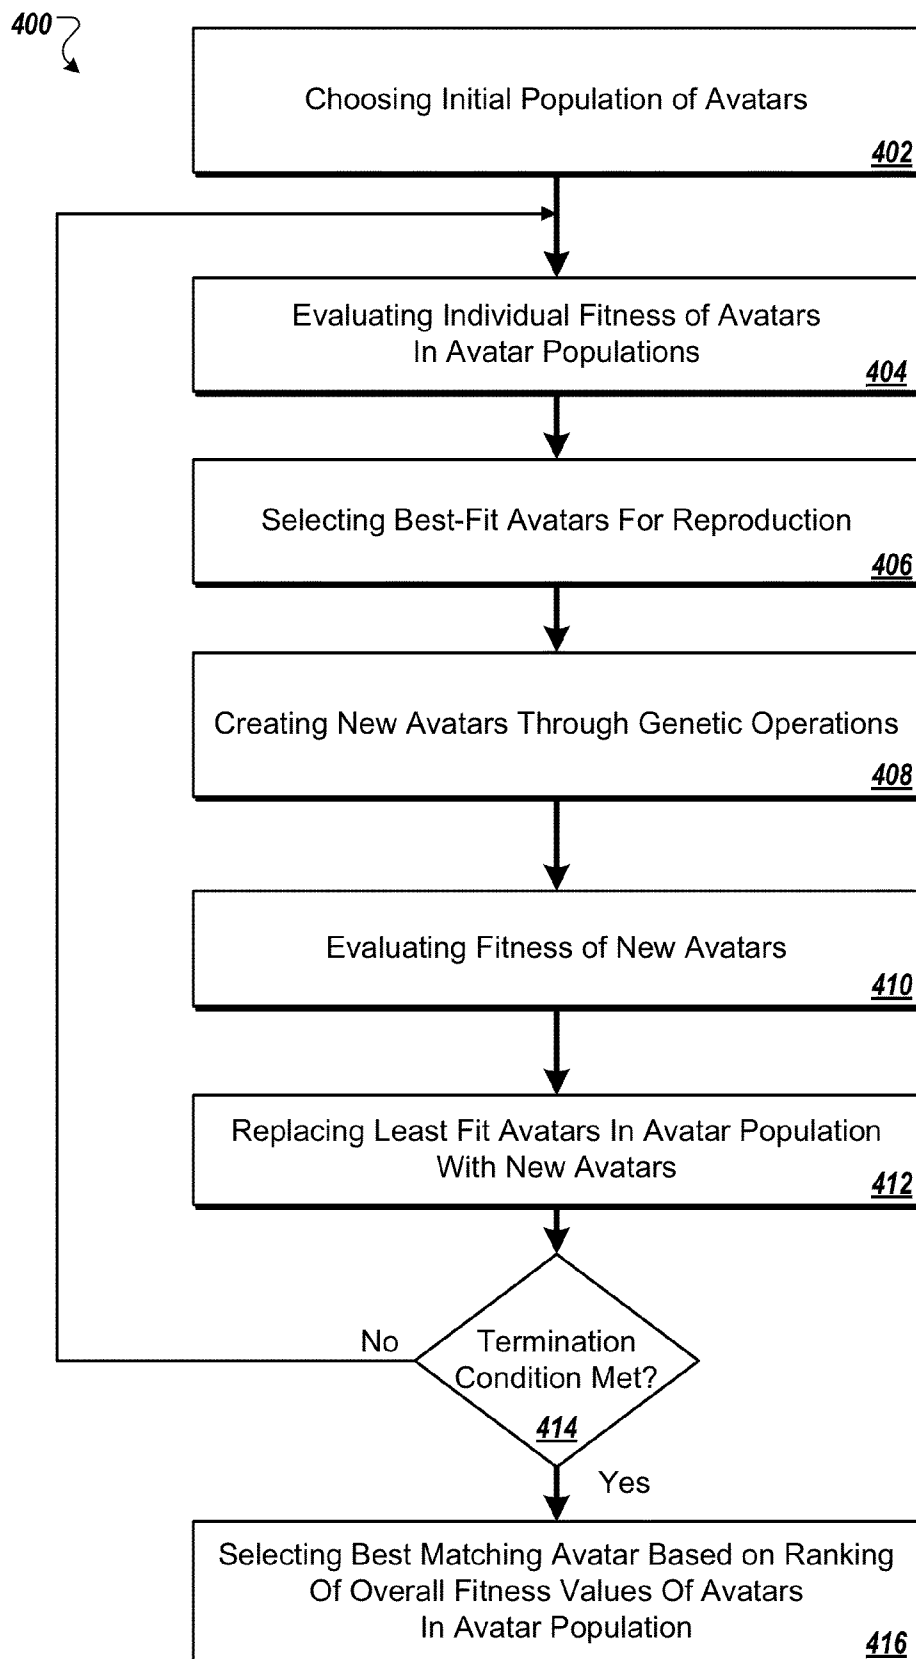 400
Choosing Initial Population of Avatars
402
Evaluating Individual Fitness of Avatars
In Avatar Populations
404
Selecting Best-Fit Avatars For Reproduction
406
Creating New Avatars Through Genetic Operations
408
Evaluating Fitness of New Avatars
410
Replacing Least Fit Avatars In Avatar Population
With New Avatars
412
No
Termination
Condition Met?
414
Yes
Selecting Best Matching Avatar Based on Ranking
Of Overall Fitness Values Of Avatars
In Avatar Population
416